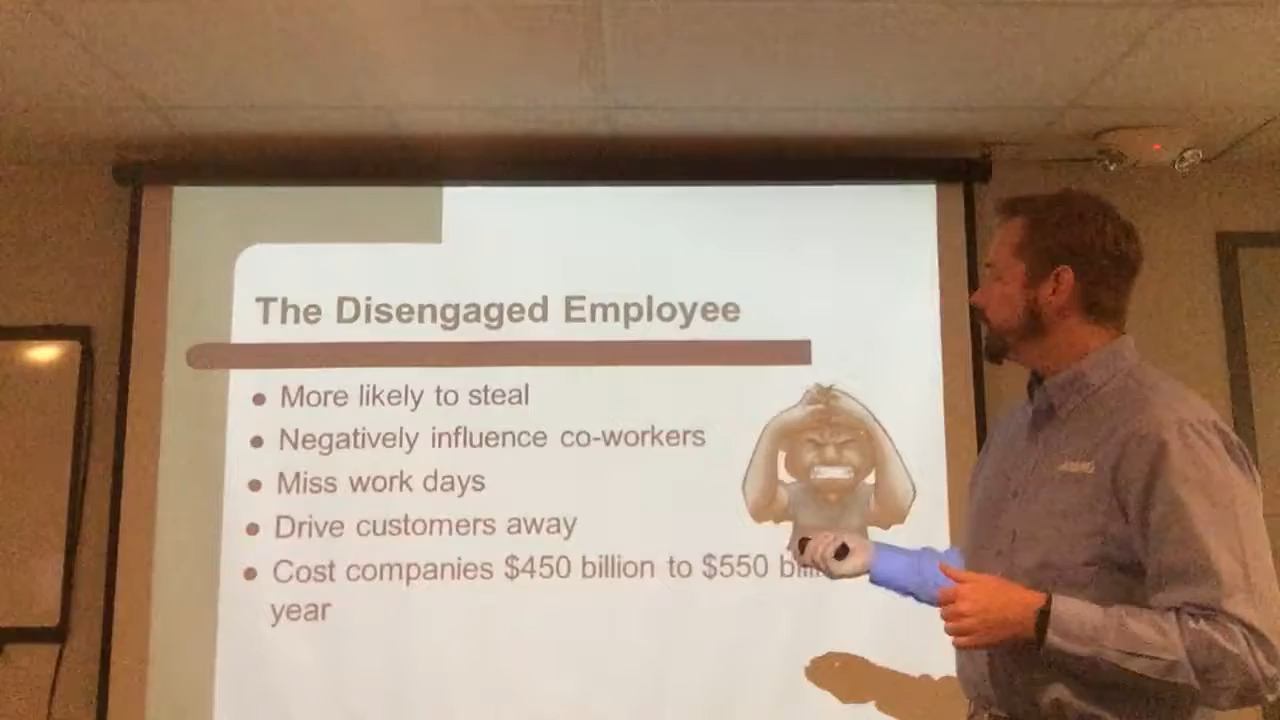 The Disengaged Employee
More likely to steal
Negatively influence co-workers
Miss work days
Drive customers away
Cost companies $450 billion to $550
year